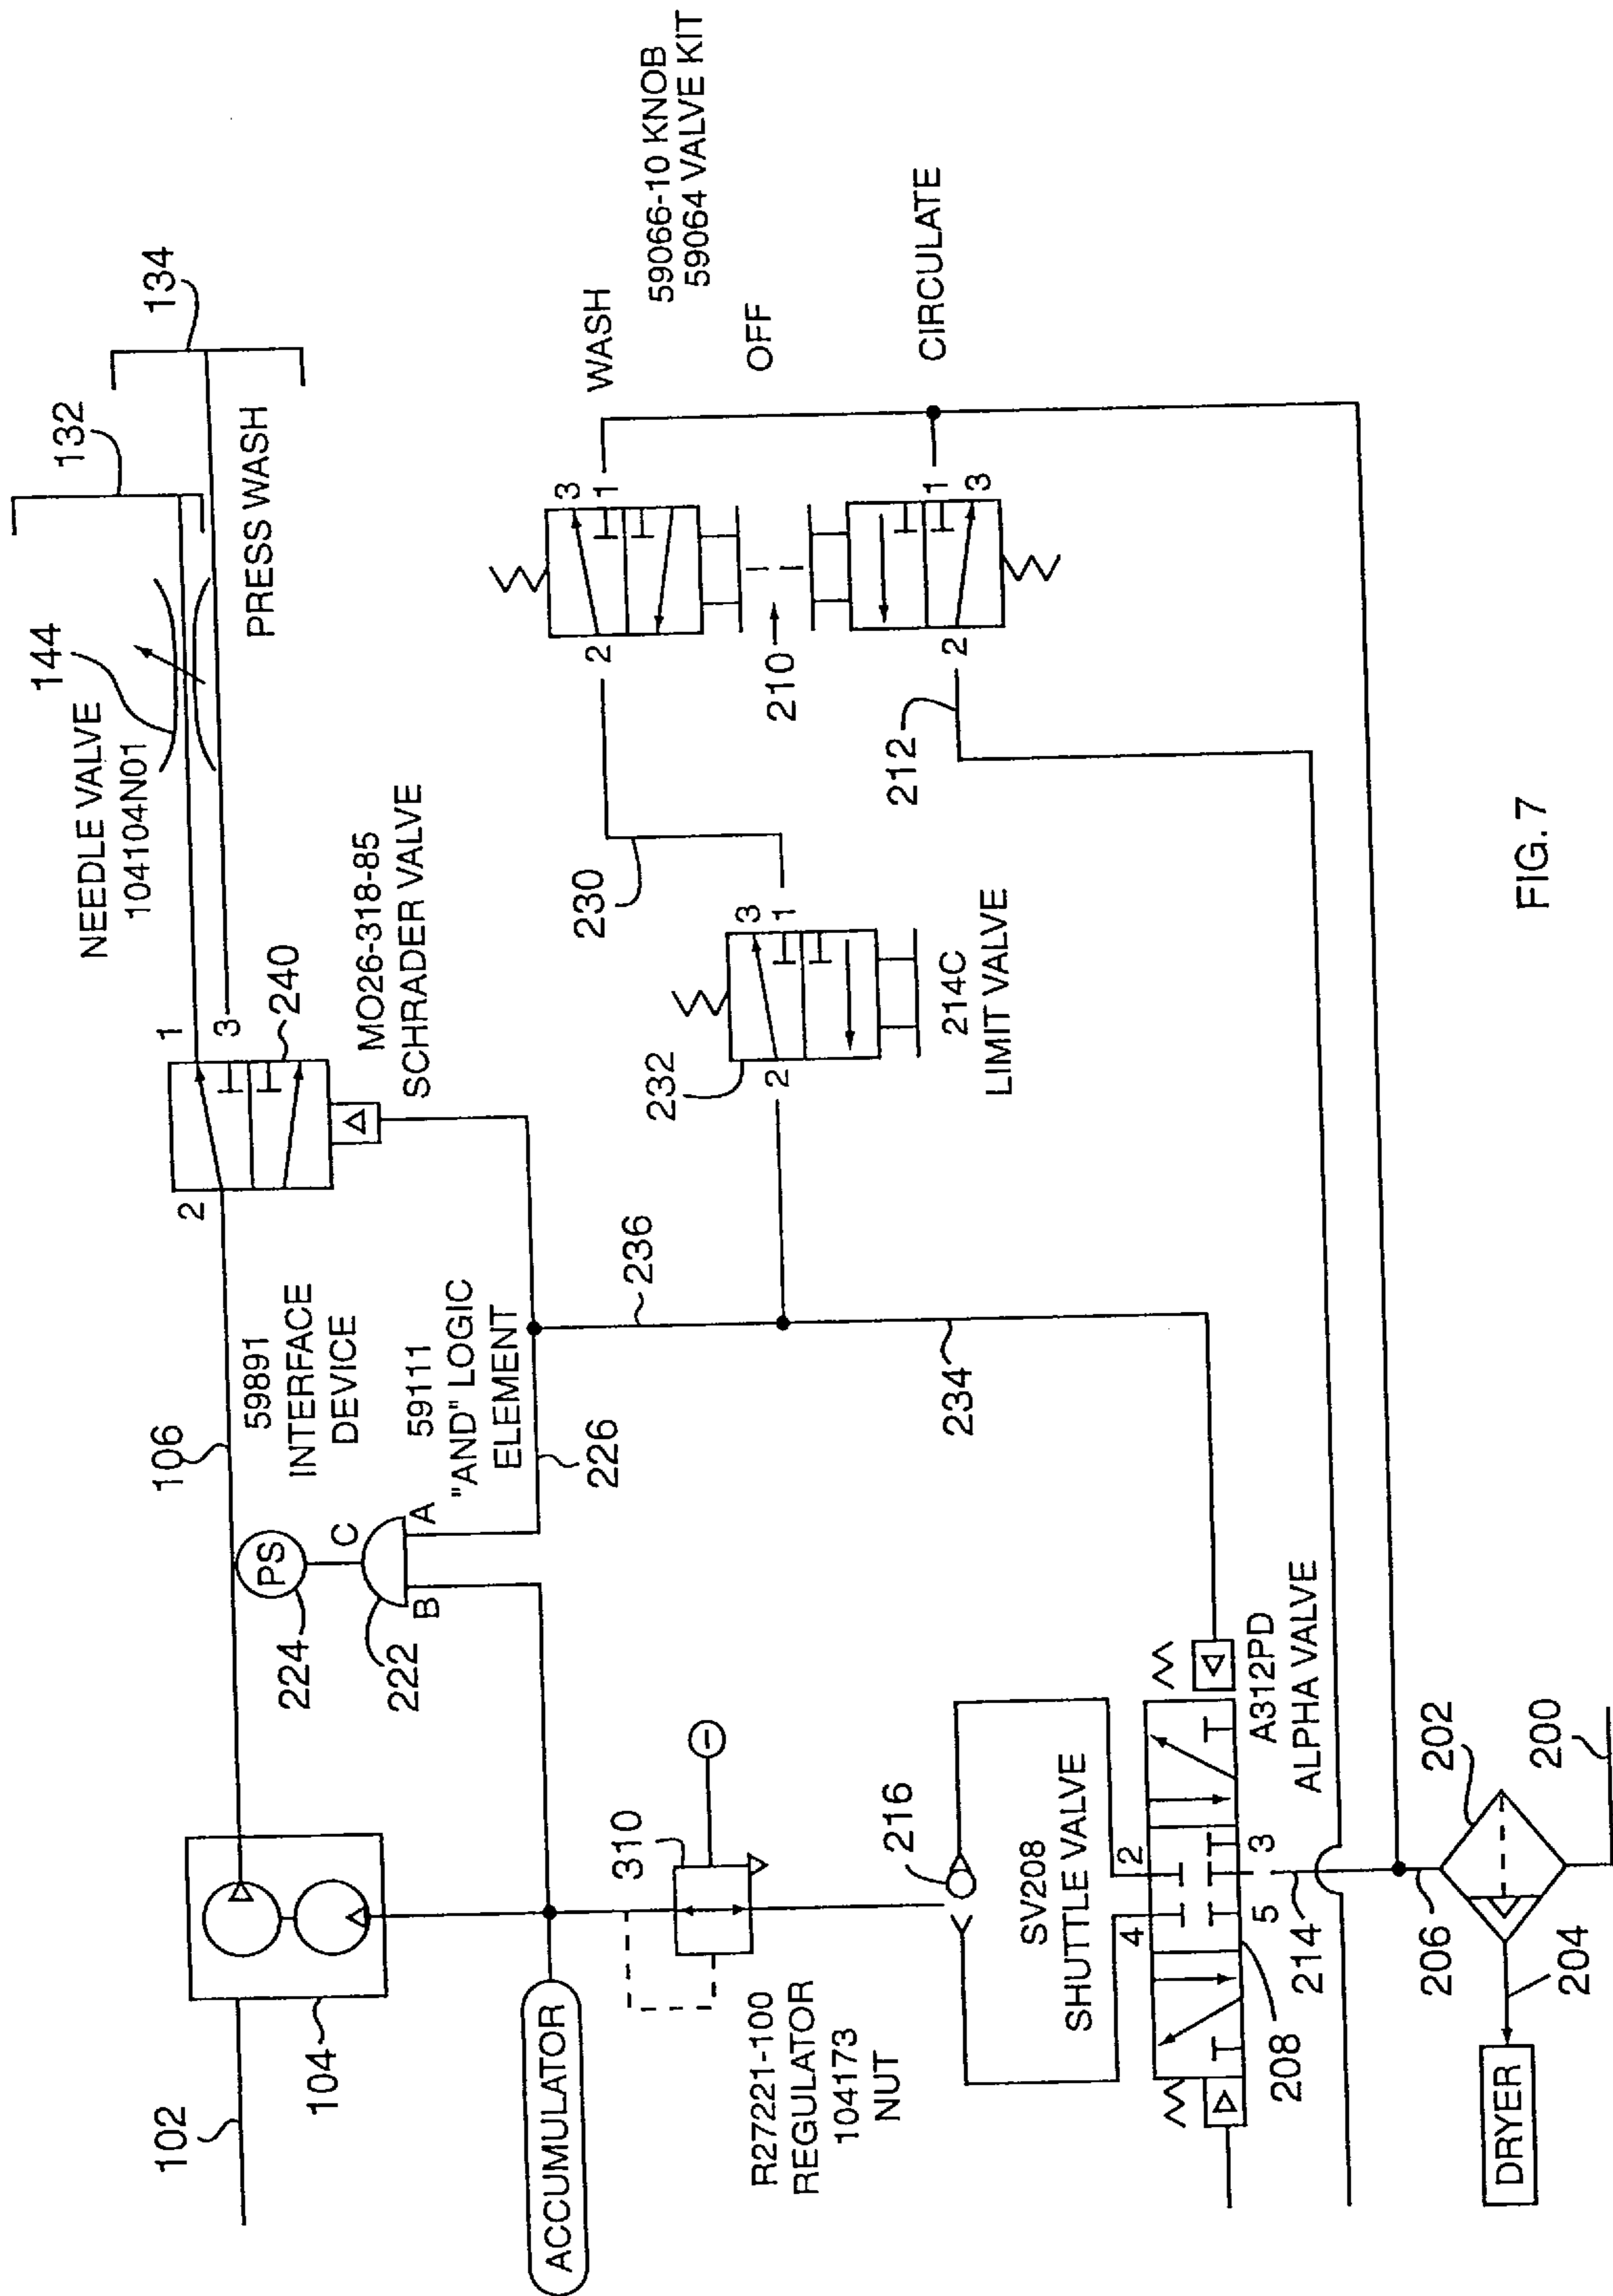 134
132
144
NEEDLE VALVE
104104N01
PRESS WASH
1
3
2
240
MO26-318-85
SCHRADER VALVE
106
59891
INTERFACE
DEVICE
PS
224
C
222
B
A
59111
"AND" LOGIC
ELEMENT
226
236
234
102
104
ACCUMULATOR
310
R27221-100
REGULATOR
104173
NUT
216
SV208
SHUTTLE VALVE
4
2
5
3
208
214
A312PD
ALPHA VALVE
206
204
202
200
DRYER
232
2
3
1
214C
LIMIT VALVE
230
2
3
1
WASH
59066-10 KNOB
59064 VALVE KIT
OFF
210
CIRCULATE
2
1
3
212
FIG. 7